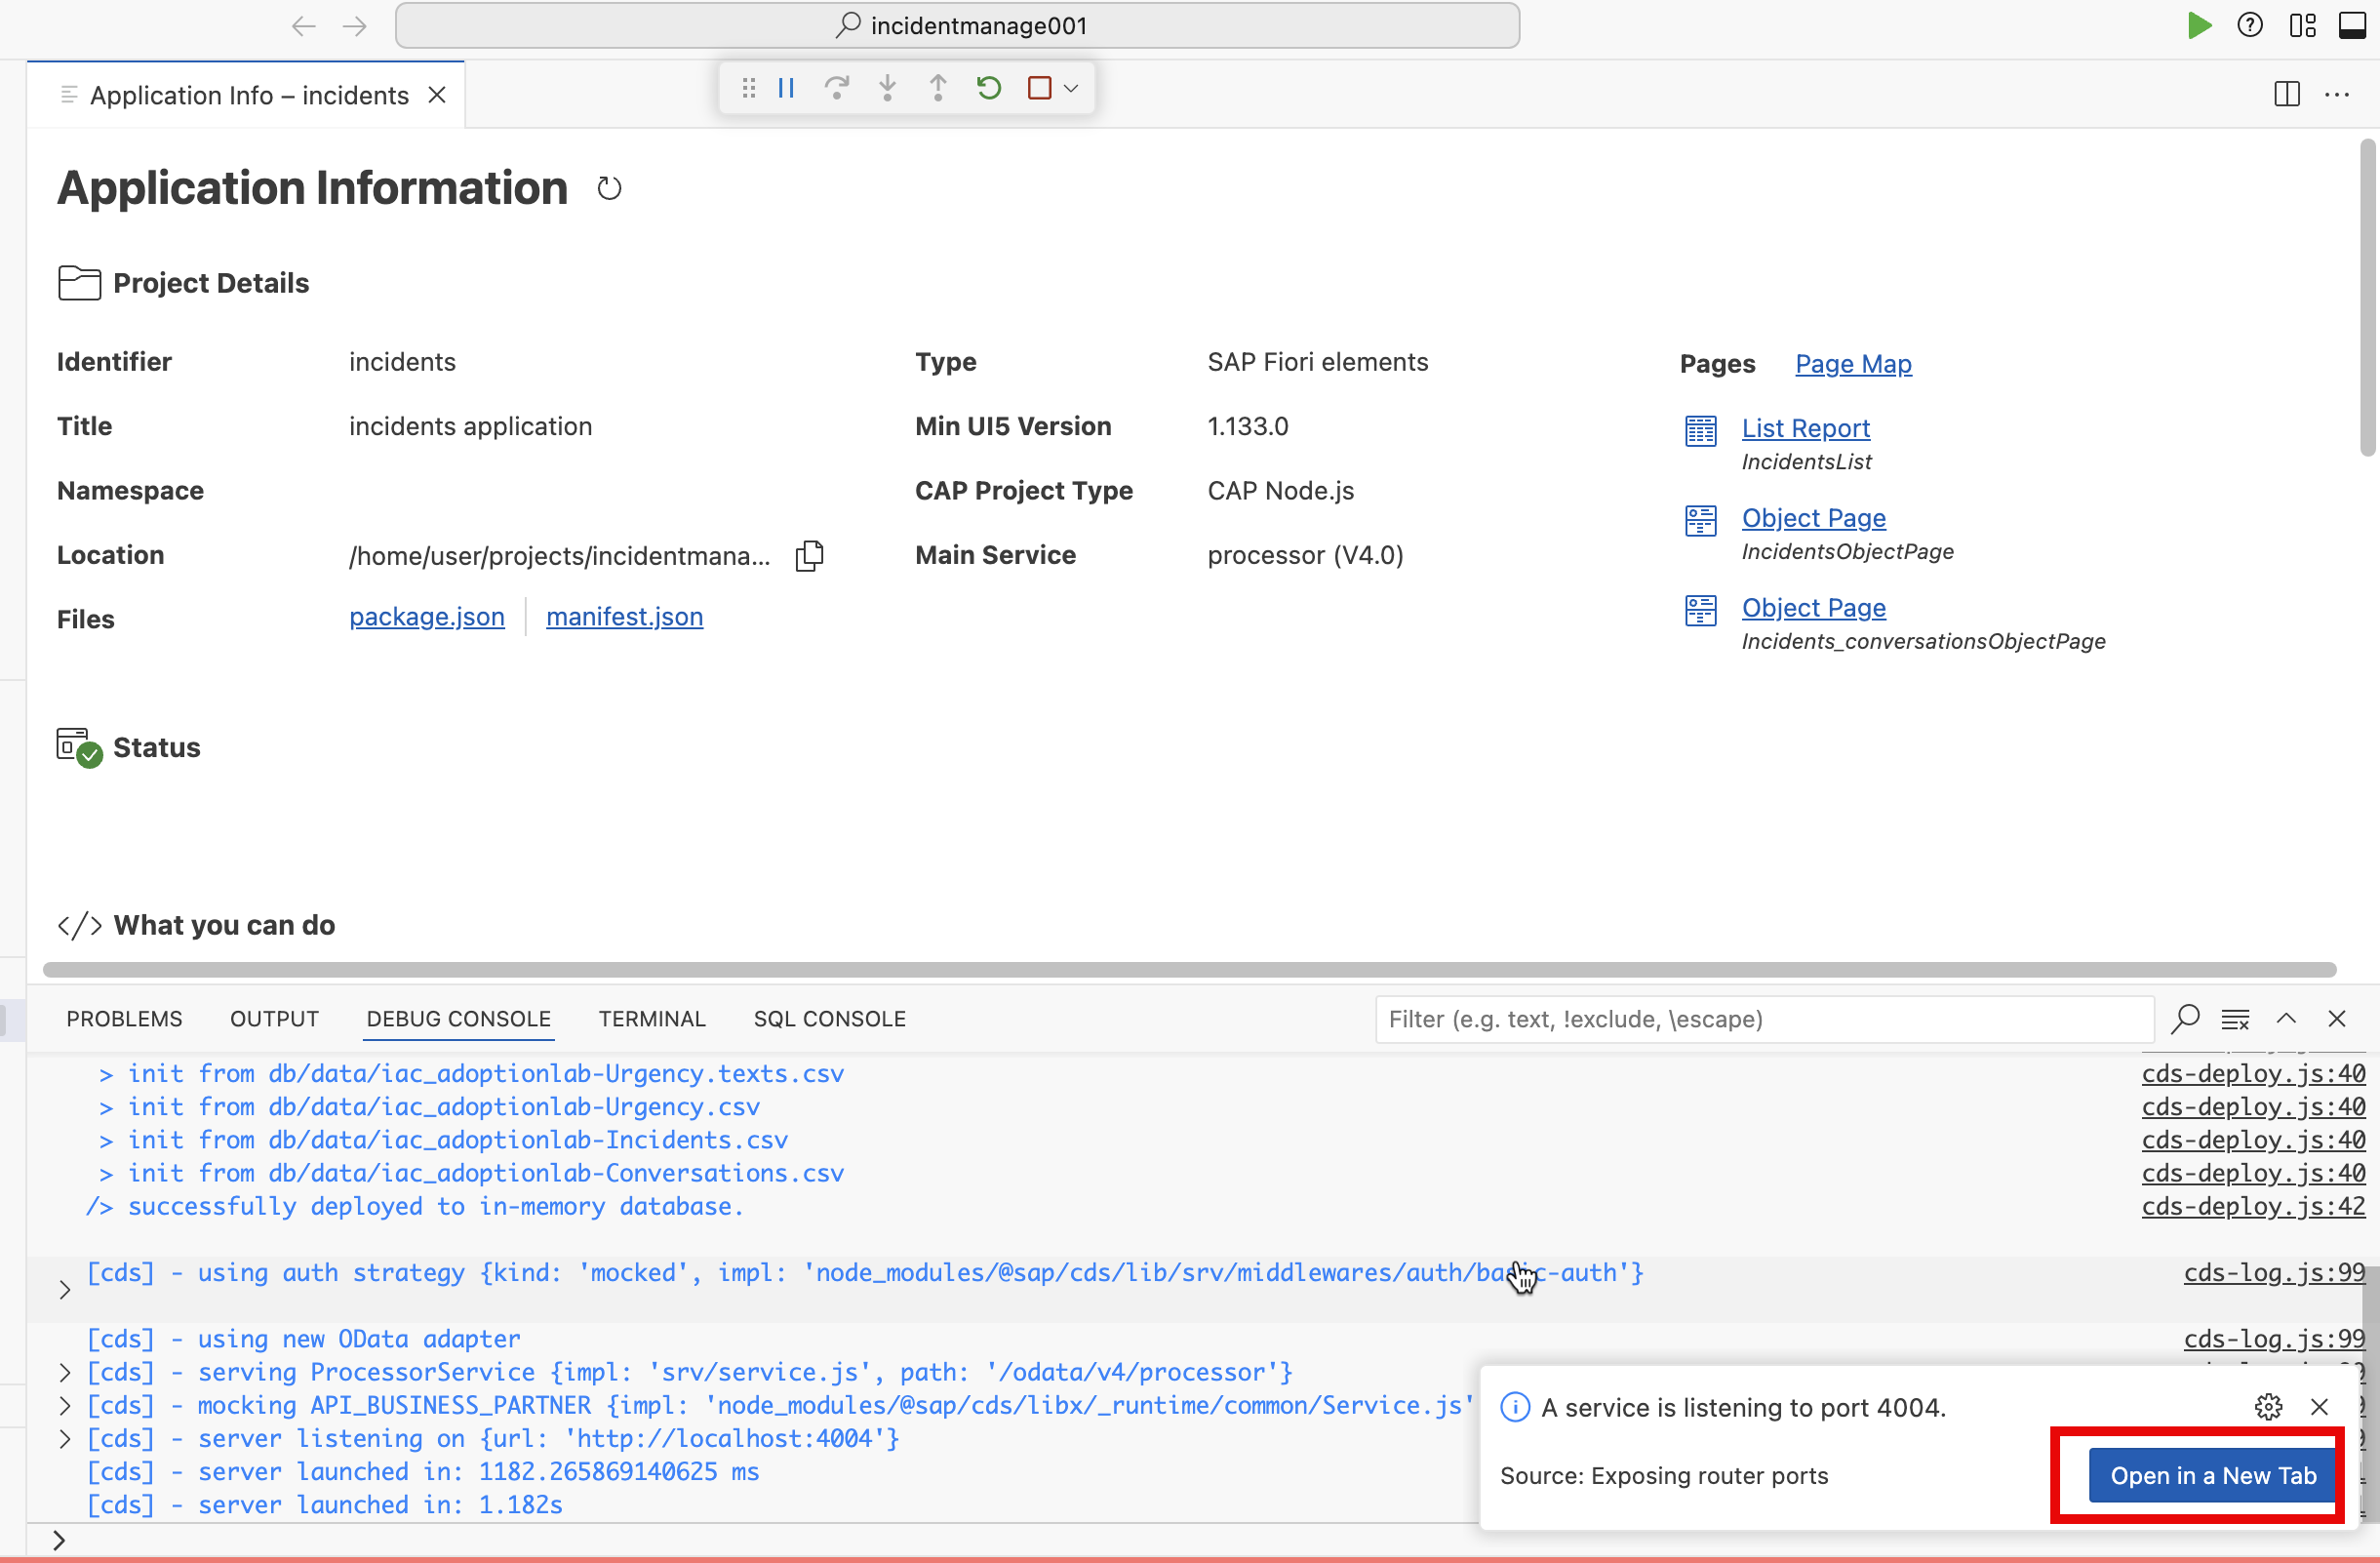 incidentmanage001
Application Info – incidents
Application Information
Project Details
Identifier incidents
Title incidents application
Namespace
Location /home/user/projects/incidentmana...
Files package.json manifest.json
Type SAP Fiori elements
Min UI5 Version 1.133.0
CAP Project Type CAP Node.js
Main Service processor (V4.0)
Pages Page Map
List Report
IncidentsList
Object Page
IncidentsObjectPage
Object Page
Incidents_conversationsObjectPage
Status
</> What you can do
PROBLEMS OUTPUT DEBUG CONSOLE TERMINAL SQL CONSOLE Filter (e.g. text, !exclude, \escape)
> init from db/data/iac_adoptionlab-Urgency.texts.csv cds-deploy.js:40
> init from db/data/iac_adoptionlab-Urgency.csv cds-deploy.js:40
> init from db/data/iac_adoptionlab-Incidents.csv cds-deploy.js:40
> init from db/data/iac_adoptionlab-Conversations.csv cds-deploy.js:40
/> successfully deployed to in-memory database. cds-deploy.js:42
[cds] - using auth strategy {kind: 'mocked', impl: 'node_modules/@sap/cds/lib/srv/middlewares/auth/basic-auth'} cds-log.js:99
[cds] - using new OData adapter cds-log.js:99
[cds] - serving ProcessorService {impl: 'srv/service.js', path: '/odata/v4/processor'}
[cds] - mocking API_BUSINESS_PARTNER {impl: 'node_modules/@sap/cds/libx/_runtime/common/Service.js'
[cds] - server listening on {url: 'http://localhost:4004'}
[cds] - server launched in: 1182.265869140625 ms
[cds] - server launched in: 1.182s
A service is listening to port 4004.
Source: Exposing router ports
Open in a New Tab